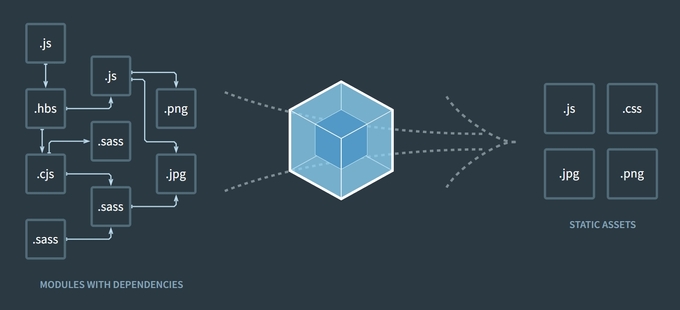 .js
.js
.hbs
.png
.sass
.cjs
.jpg
.sass
.sass
MODULES WITH DEPENDENCIES
.js
.css
.jpg
.png
STATIC ASSETS